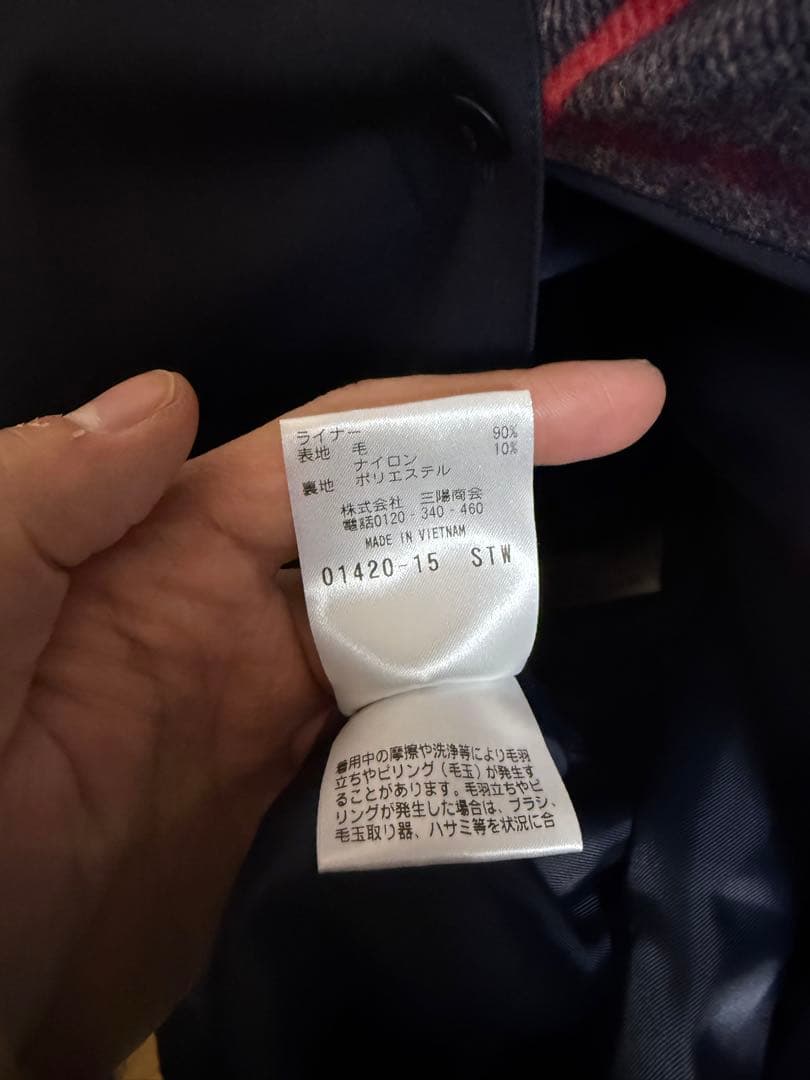 ライナー
表地 毛 90%
ナイロン 10%
裏地 ポリエステル
株式会社 三陽商会
電話0120-340-460
MADE IN VIETNAM
01420-15 STW
着用中の摩擦や洗浄等により毛羽
立ちやピリング(毛玉)が発生す
ることがあります。毛羽立ちやピ
リングが発生した場合は、ブラシ、
毛玉取り器、ハサミ等を状況に合